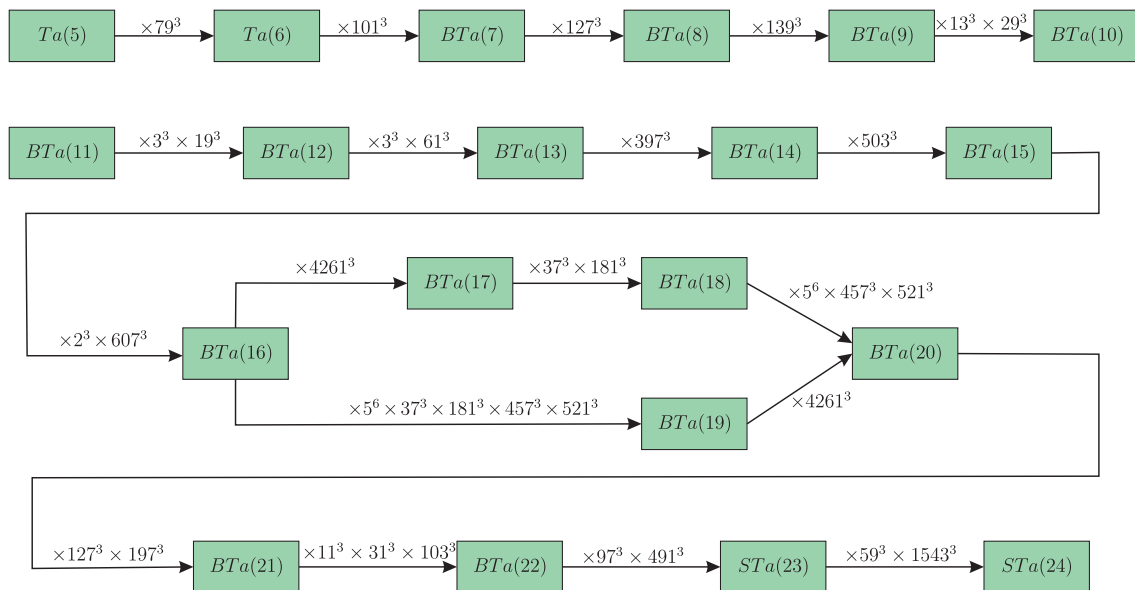 Ta(5) ×79³ Ta(6) ×101³ BTa(7) ×127³ BTa(8) ×139³ BTa(9) ×13³ × 29³ BTa(10)
BTa(11) ×3³ × 19³ BTa(12) ×3³ × 61³ BTa(13) ×397³ BTa(14) ×503³ BTa(15)
×4261³ BTa(17) ×37³ × 181³ BTa(18) ×5⁶ × 457³ × 521³
×2³ × 607³ BTa(16) BTa(20)
×5⁶ × 37³ × 181³ × 457³ × 521³ BTa(19) ×4261³
×127³ × 197³ BTa(21) ×11³ × 31³ × 103³ BTa(22) ×97³ × 491³ STa(23) ×59³ × 1543³ STa(24)